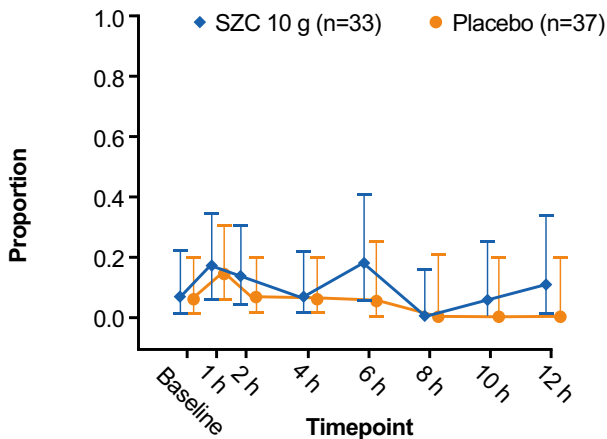 SZC 10 g (n=33) Placebo (n=37)
1.0
0.8
0.6
0.4
0.2
0.0
Proportion
Baseline 1 h 2 h 4 h 6 h 8 h 10 h 12 h
Timepoint